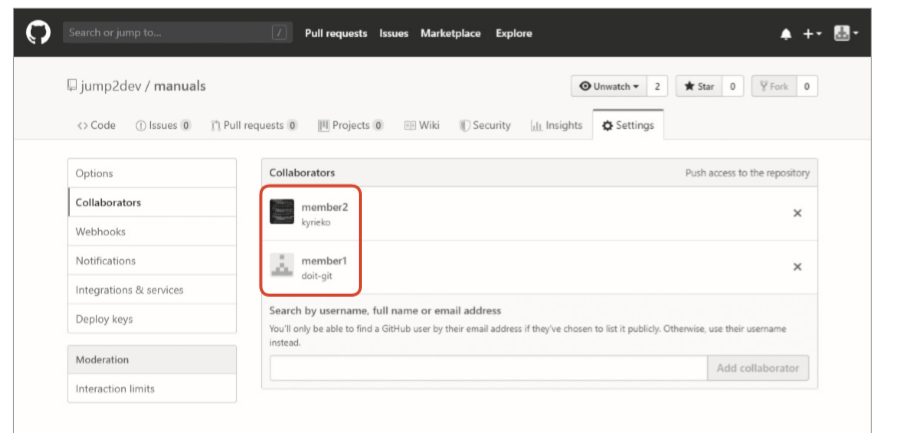 Search or jump to... /
Pull requests Issues Marketplace Explore
jump2dev / manuals
Unwatch 2 Star 0 Fork 0
Code Issues 0 Pull requests 0 Projects 0 Wiki Security Insights Settings
Options
Collaborators
Webhooks
Notifications
Integrations & services
Deploy keys
Moderation
Interaction limits
Collaborators Push access to the repository
member2
kyrieko
member1
doit-git
Search by username, full name or email address
You'll only be able to find a GitHub user by their email address if they've chosen to list it publicly. Otherwise, use their username
instead.
Add collaborator